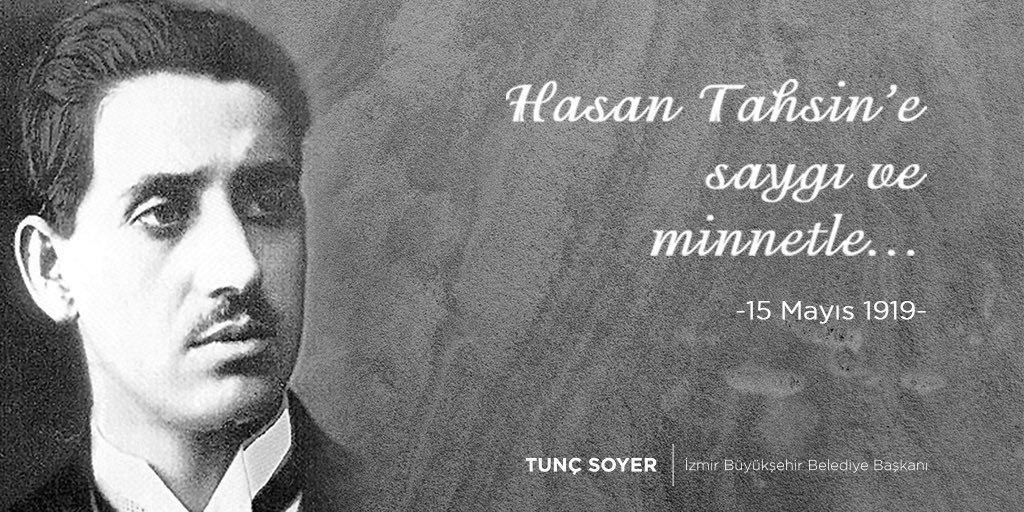 Hasan Tahsin'e
saygı ve
minnetle...
-15 Mayıs 1919-
TUNÇ SOYER | İzmir Büyükşehir Belediye Başkanı